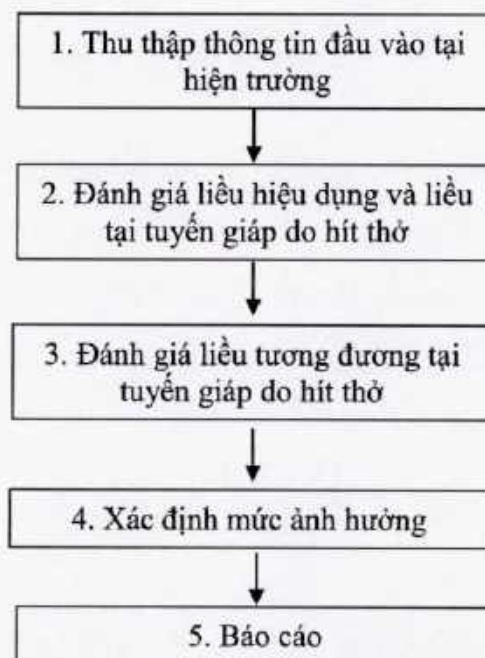 1. Thu thập thông tin đầu vào tại
hiện trường
2. Đánh giá liều hiệu dụng và liều
tại tuyến giáp do hít thở
3. Đánh giá liều tương đương tại
tuyến giáp do hít thở
4. Xác định mức ảnh hưởng
5. Báo cáo